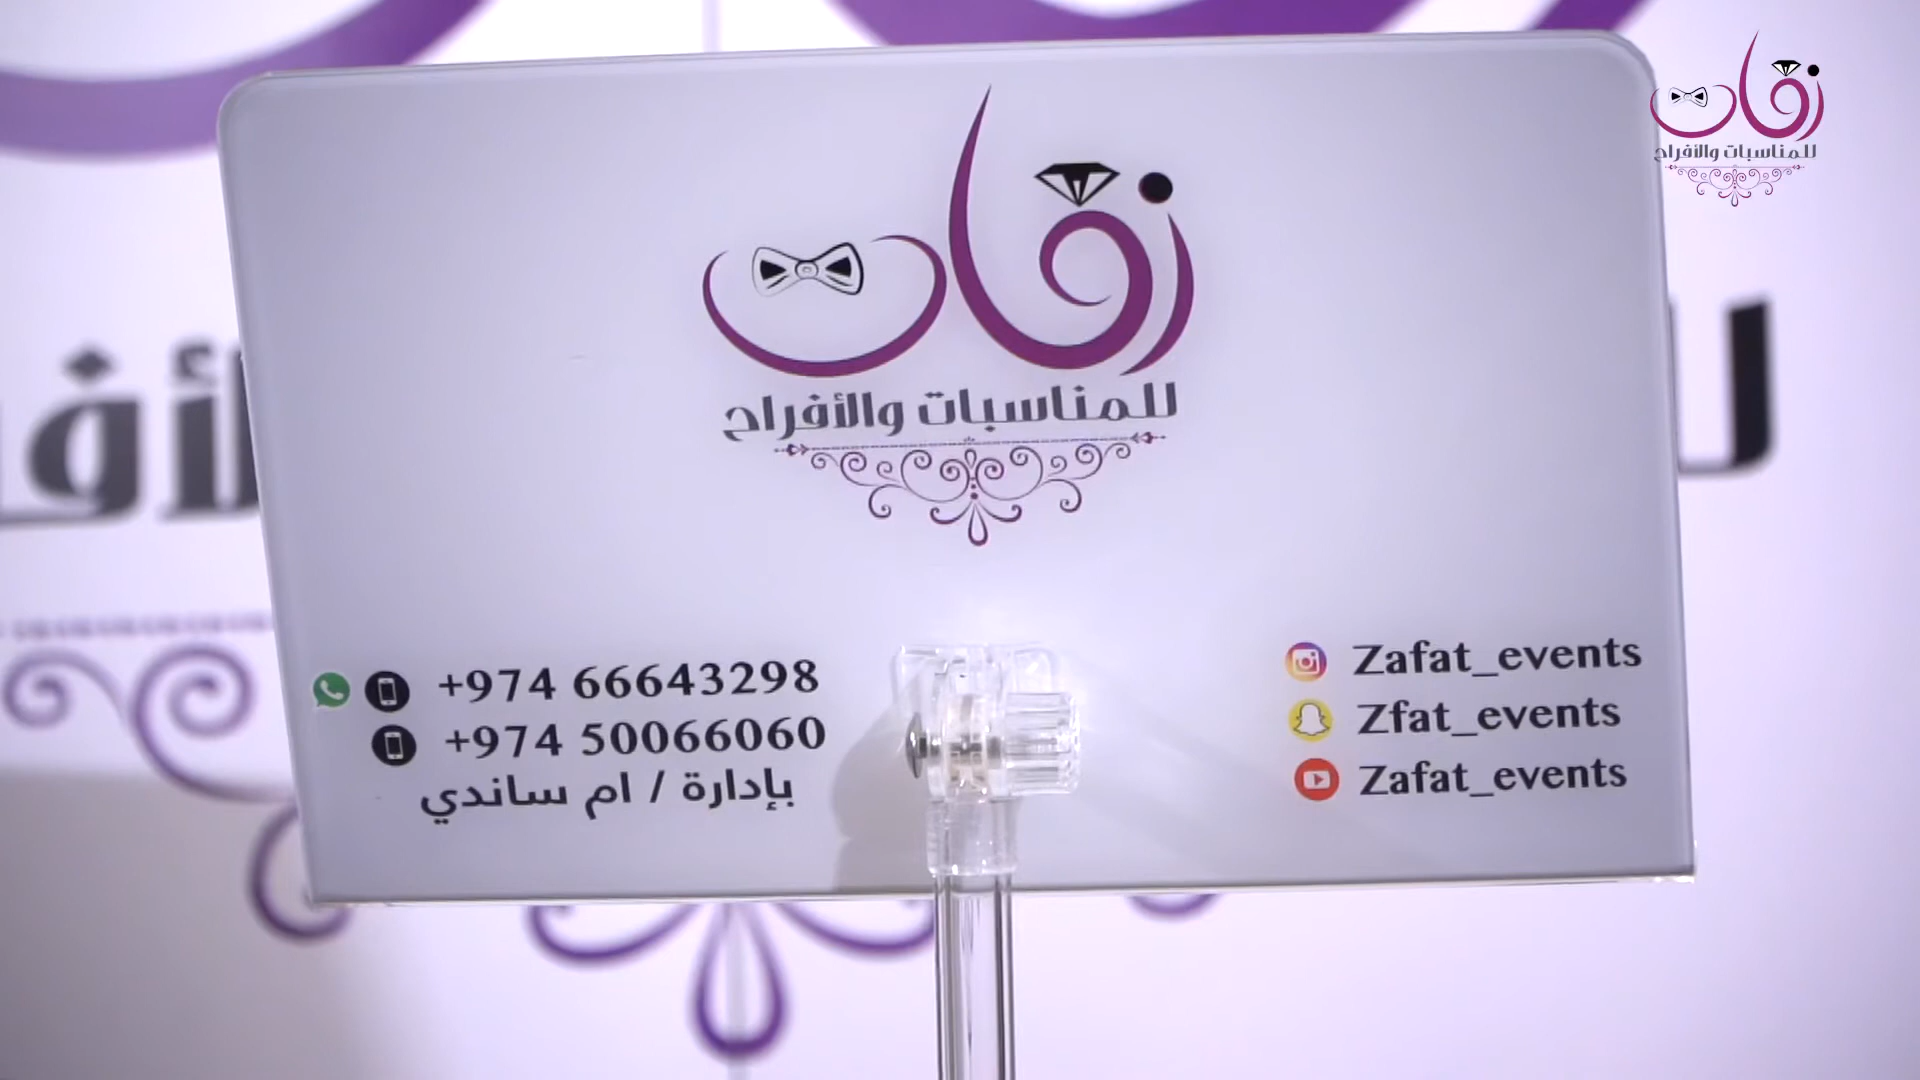 زفات
للمناسبات والأفراح
+974 66643298
+974 50066060
بإدارة / ام ساندي
Zafat_events
Zfat_events
Zafat_events
زفات
للمناسبات والأفراح